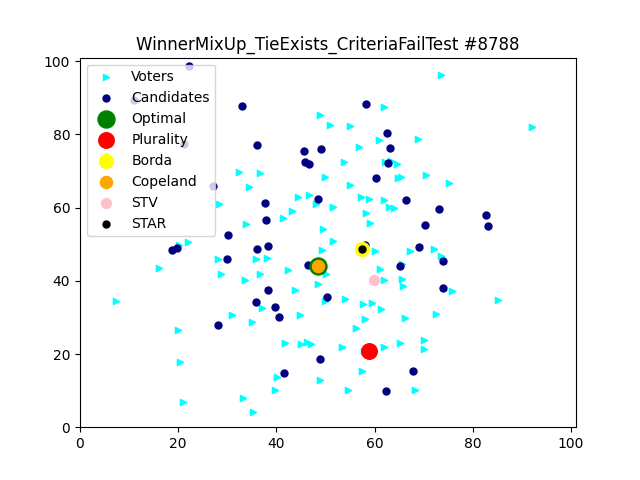 WinnerMixUp_TieExists_CriteriaFailTest #8788
Voters
Candidates
Optimal
Plurality
Borda
Copeland
STV
STAR
100
80
60
40
20
0
0 20 40 60 80 100